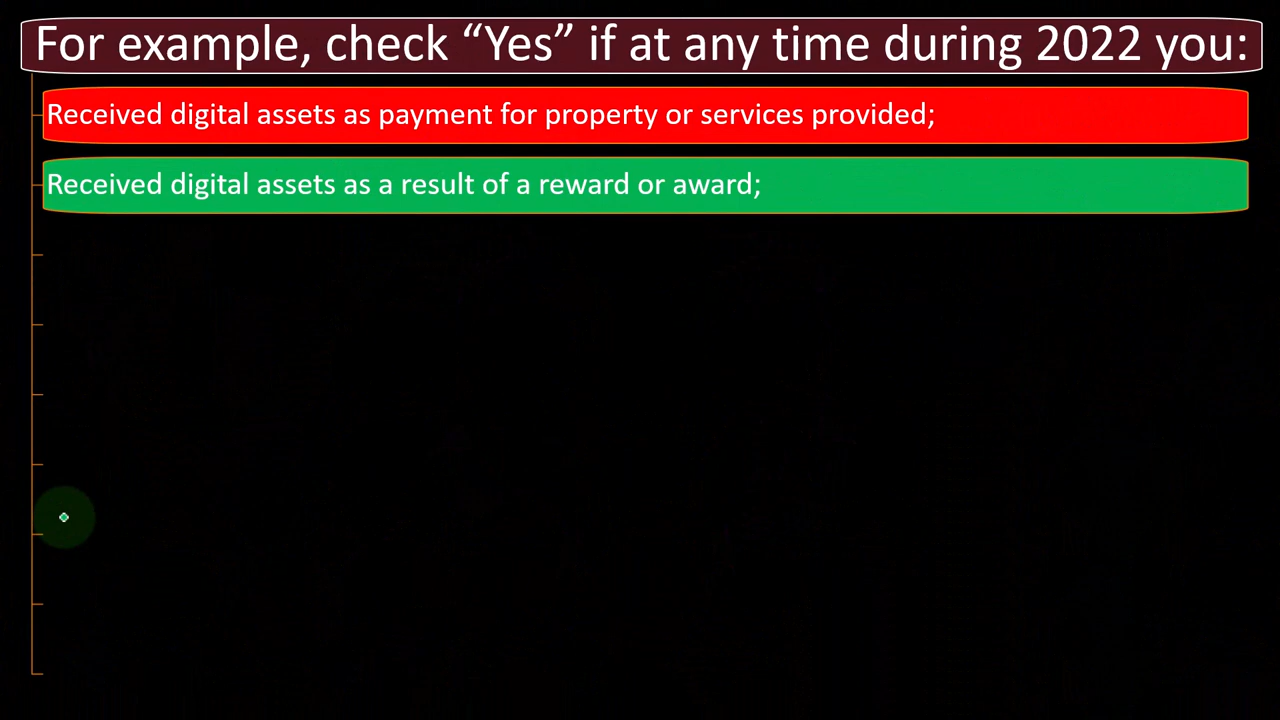 For example, check “Yes” if at any time during 2022 you:
Received digital assets as payment for property or services provided;
Received digital assets as a result of a reward or award;